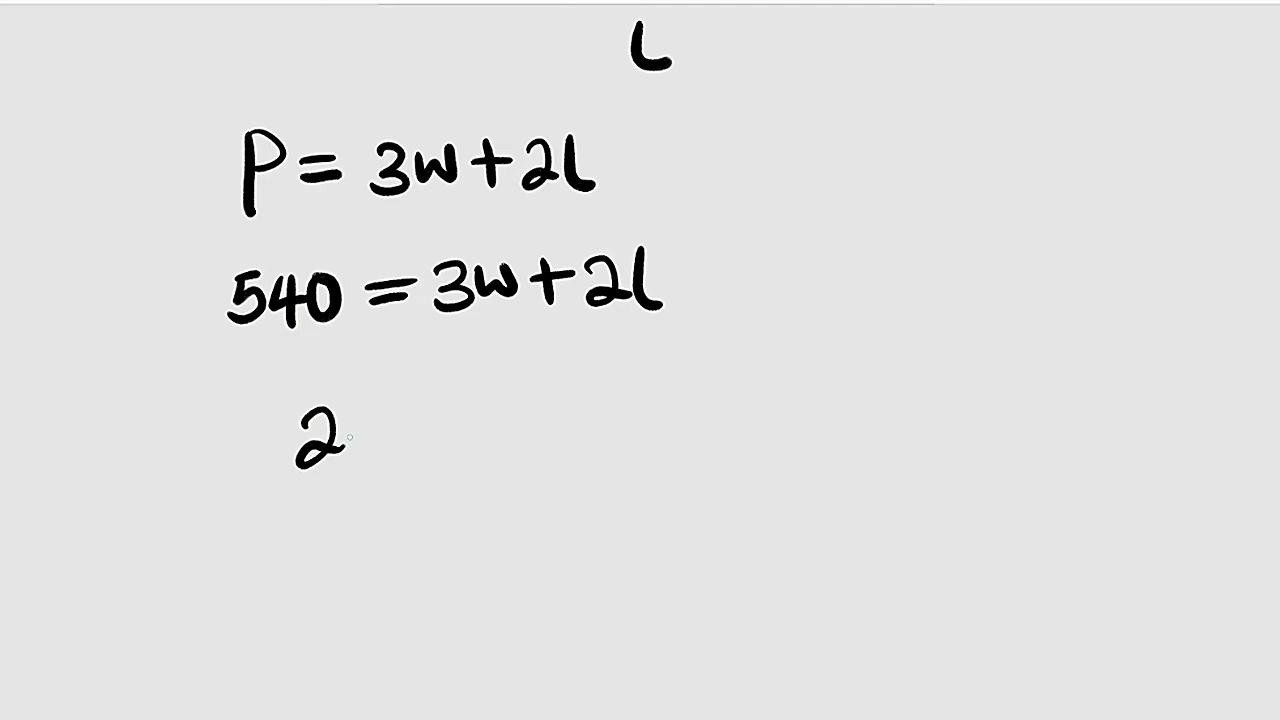 L
P = 3w + 2l
540 = 3w + 2l
2